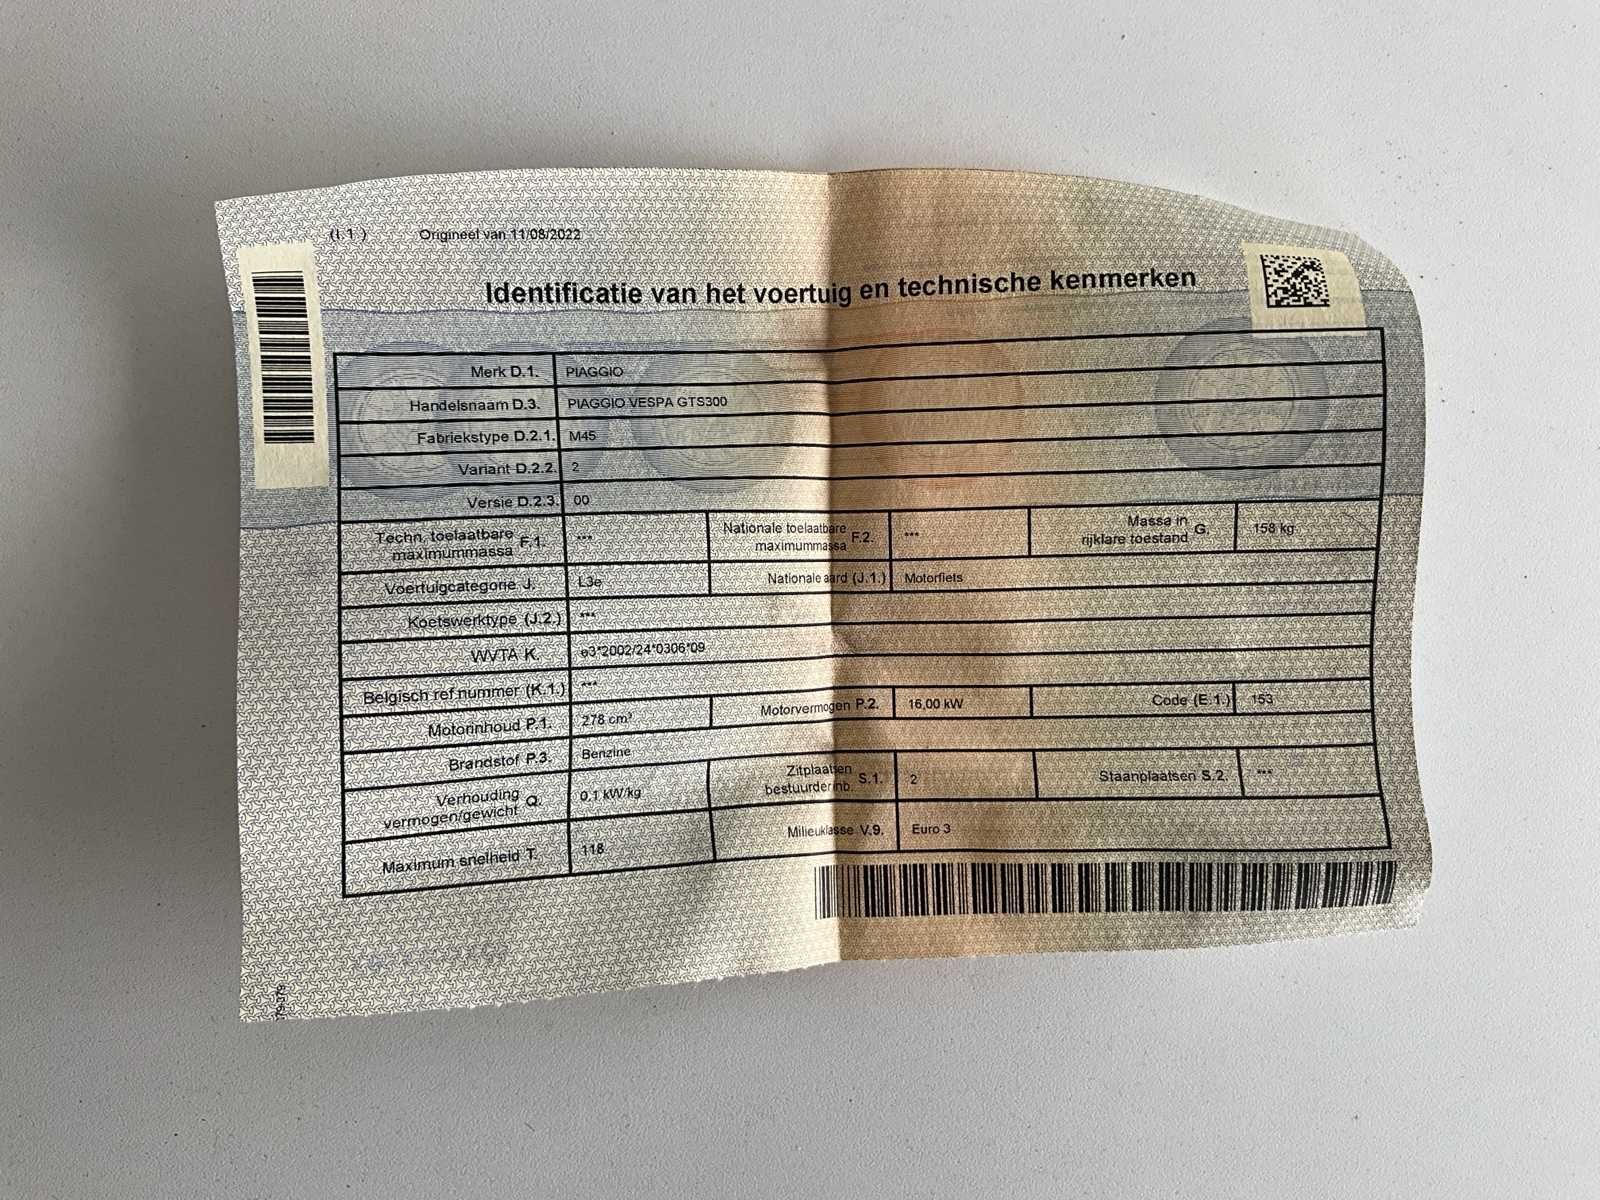 (I.1 ) Origineel van 11/08/2022
Identificatie van het voertuig en technische kenmerken
Merk D.1. PIAGGIO
Handelsnaam D.3. PIAGGIO VESPA GTS300
Fabriekstype D.2.1. M45
Variant D.2.2. 2
Versie D.2.3. 00
Techn. toelaatbare maximummassa F.1. *** Nationale toelaatbare maximummassa F.2. *** Massa in rijklare toestand G. 158 kg
Voertuigcategorie J. L3e Nationale aard (J.1.) Motorfiets
Koetswerktype (J.2.) ***
WVTA K. e3*2002/24*0306*09
Belgisch ref nummer (K.1.) ***
Motorinhoud P.1. 278 cm³ Motorvermogen P.2. 16,00 kW Code (E.1.) 153
Brandstof P.3. Benzine
Verhouding vermogen/gewicht Q. 0,1 kW/kg Zitplaatsen bestuurder inb. S.1. 2 Staanplaatsen S.2. ***
Maximum snelheid T. 118 Milieuklasse V.9. Euro 3